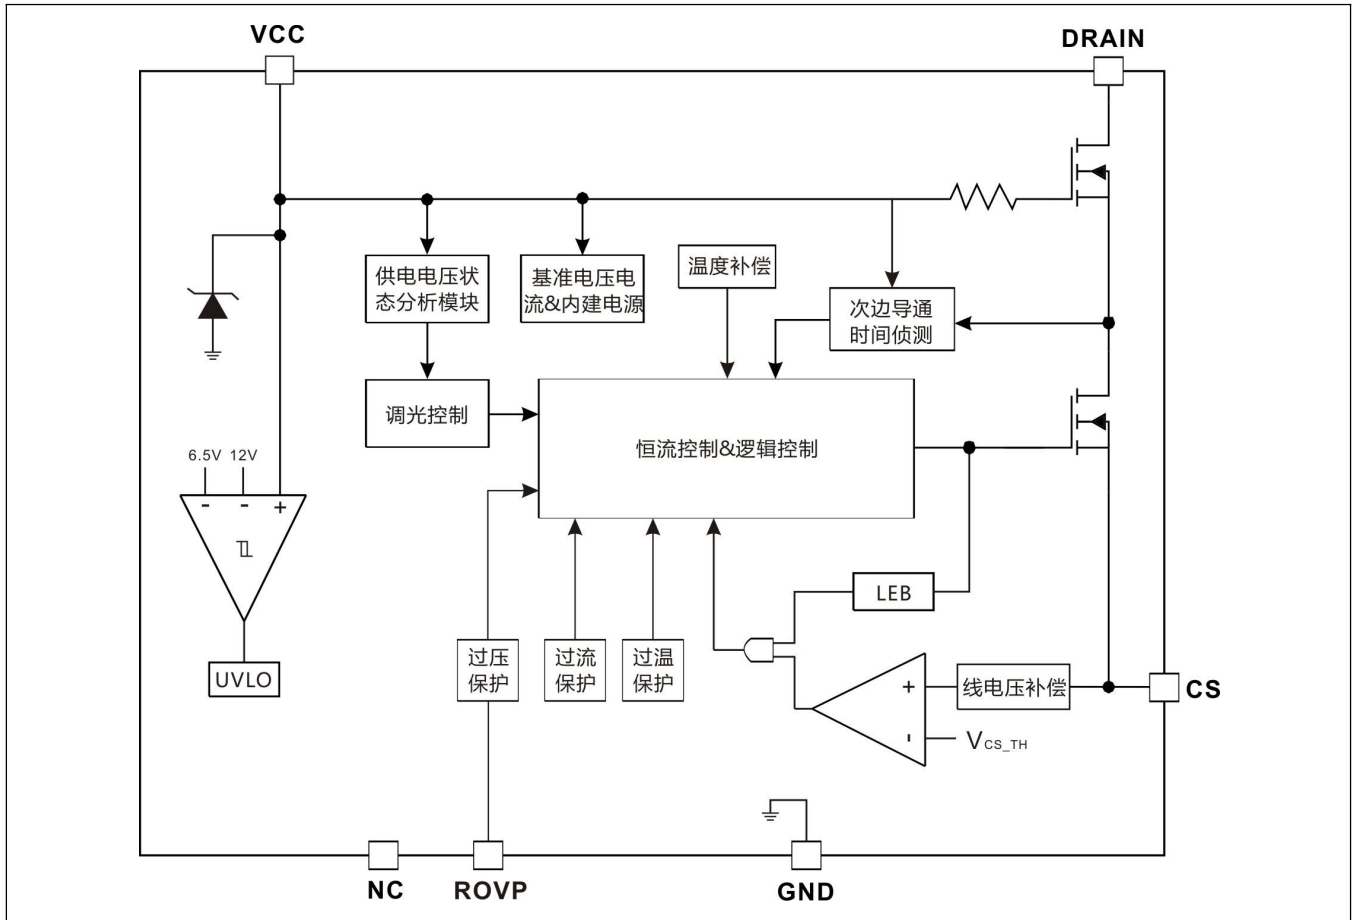 VCC
DRAIN
供电电压状
态分析模块
基准电压电
流&内建电源
温度补偿
次边导通
时间侦测
调光控制
恒流控制&逻辑控制
6.5V 12V
- - +
LEB
UVLO
过压
保护
过流
保护
过温
保护
+
线电压补偿
CS
-
VCS_TH
NC
ROVP
GND